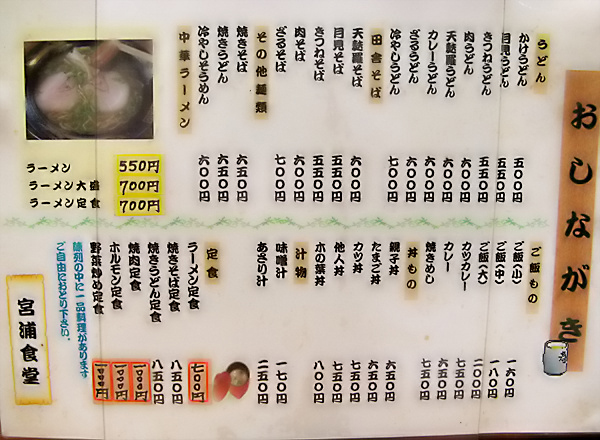 おしながき
うどん
かけうどん 五〇〇円
月見うどん 五五〇円
きつねうどん 五五〇円
肉うどん 六〇〇円
天婦羅うどん 六〇〇円
カレーうどん 六〇〇円
ざるうどん 六〇〇円
冷やしうどん 七〇〇円
田舎そば
天婦羅そば 六〇〇円
月見そば 五五〇円
きつねそば 五五〇円
肉そば 六〇〇円
ざるそば 七〇〇円
その他麺類
焼きそば 六五〇円
焼きうどん 六五〇円
冷やしそうめん 六〇〇円
中華ラーメン
ラーメン 550円
ラーメン大盛 700円
ラーメン定食 700円
ご飯もの
ご飯(小) 一六〇円
ご飯(中) 一八〇円
ご飯(大) 二〇〇円
カツカレー 七五〇円
カレー 六五〇円
焼きめし 七五〇円
丼もの
親子丼 六五〇円
たまご丼 六五〇円
カツ丼 七五〇円
他人丼 七五〇円
木の葉丼 八〇〇円
汁物
味噌汁 一七〇円
あさり汁 二五〇円
定食
ラーメン定食 七〇〇円
焼きそば定食 八五〇円
焼きうどん定食 八五〇円
焼肉定食 1000円
ホルモン定食 1000円
野菜炒め定食 1000円
陳列の中に一品料理があります
ご自由におとり下さい。
宮浦食堂